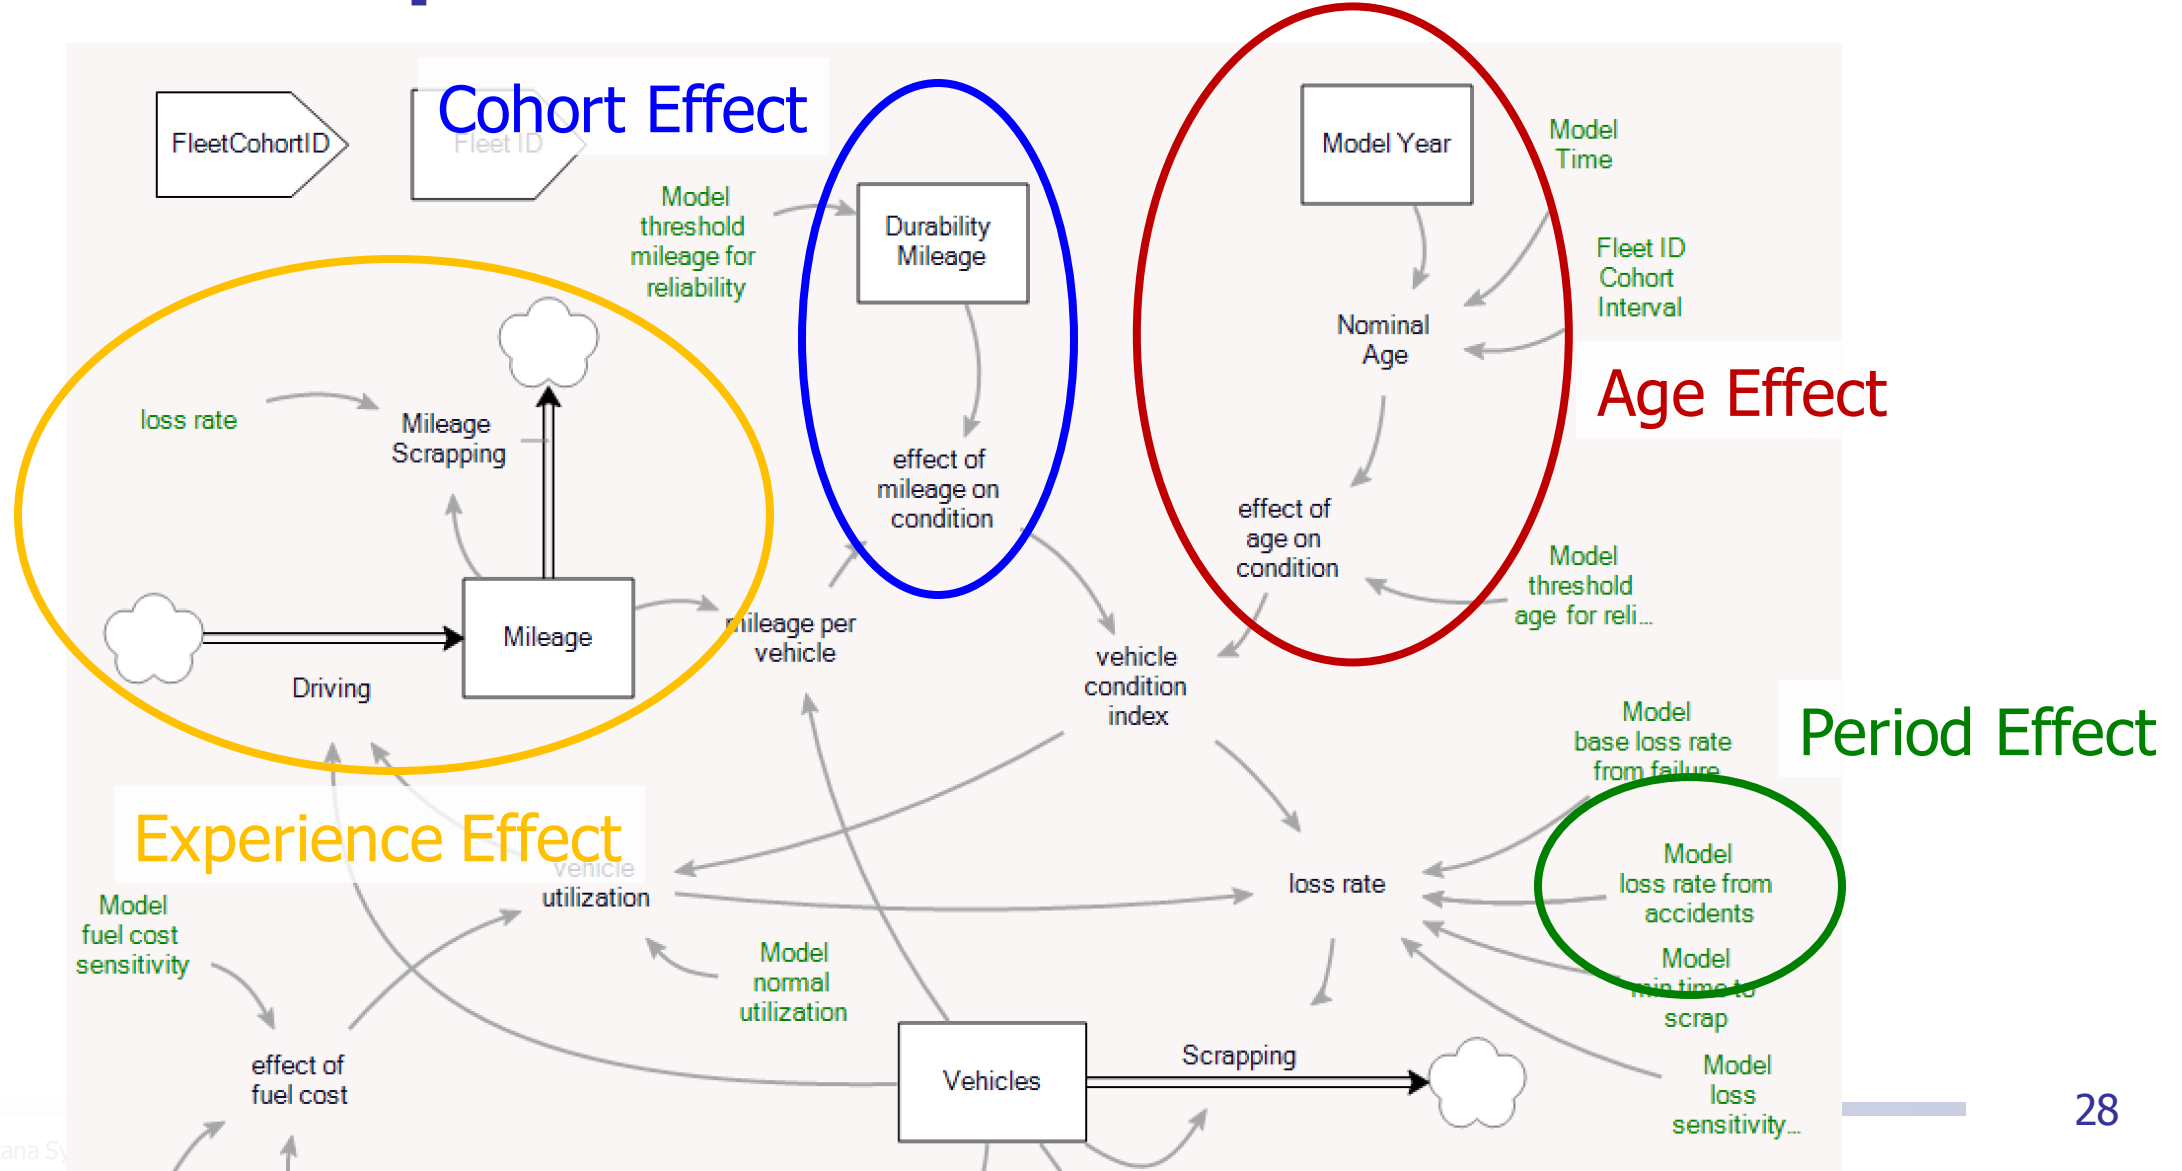 Cohort Effect
FleetCohortID
Fleet ID
Model
threshold
mileage for
reliability
Durability
Mileage
Model Year
Model
Time
Fleet ID
Cohort
Interval
Nominal
Age
Age Effect
loss rate
Mileage
Scrapping
effect of
mileage on
condition
effect of
age on
condition
Model
threshold
age for reli...
Mileage
Driving
mileage per
vehicle
vehicle
condition
index
Model
base loss rate
from failure
Period Effect
Experience Effect
vehicle
utilization
loss rate
Model
loss rate from
accidents
Model
fuel cost
sensitivity
Model
normal
utilization
Model
min time to
scrap
effect of
fuel cost
Vehicles
Scrapping
Model
loss
sensitivity...
28